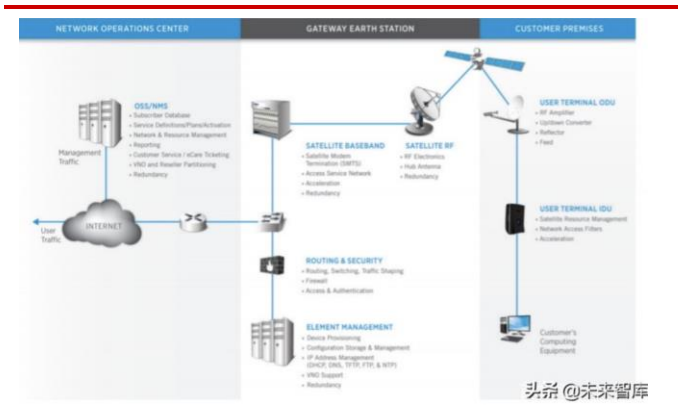 NETWORK OPERATIONS CENTER
GATEWAY EARTH STATION
CUSTOMER PREMISES
OSS/NMS
• Subscriber Database
• Service Definitions/Plans/Activation
• Network & Resource Management
• Reporting
• Customer Service / eCare Ticketing
• VNO and Reseller Partitioning
• Redundancy
Management
Traffic
INTERNET
User
Traffic
SATELLITE BASEBAND
• Satellite Modem
Termination (SMTS)
• Access Service Network
• Acceleration
• Redundancy
SATELLITE RF
• RF Electronics
• Hub Antenna
• Redundancy
ROUTING & SECURITY
• Routing, Switching, Traffic Shaping
• Firewall
• Access & Authentication
ELEMENT MANAGEMENT
• Device Provisioning
• Configuration Storage & Management
• IP Address Management
(DHCP, DNS, TFTP, FTP, & NTP)
• VNO Support
• Redundancy
USER TERMINAL ODU
• RF Amplifier
• Up/down Converter
• Reflector
• Feed
USER TERMINAL IDU
• Satellite Resource Management
• Network Access Filters
• Acceleration
Customer's
Computing
Equipment
头条 @未来智库